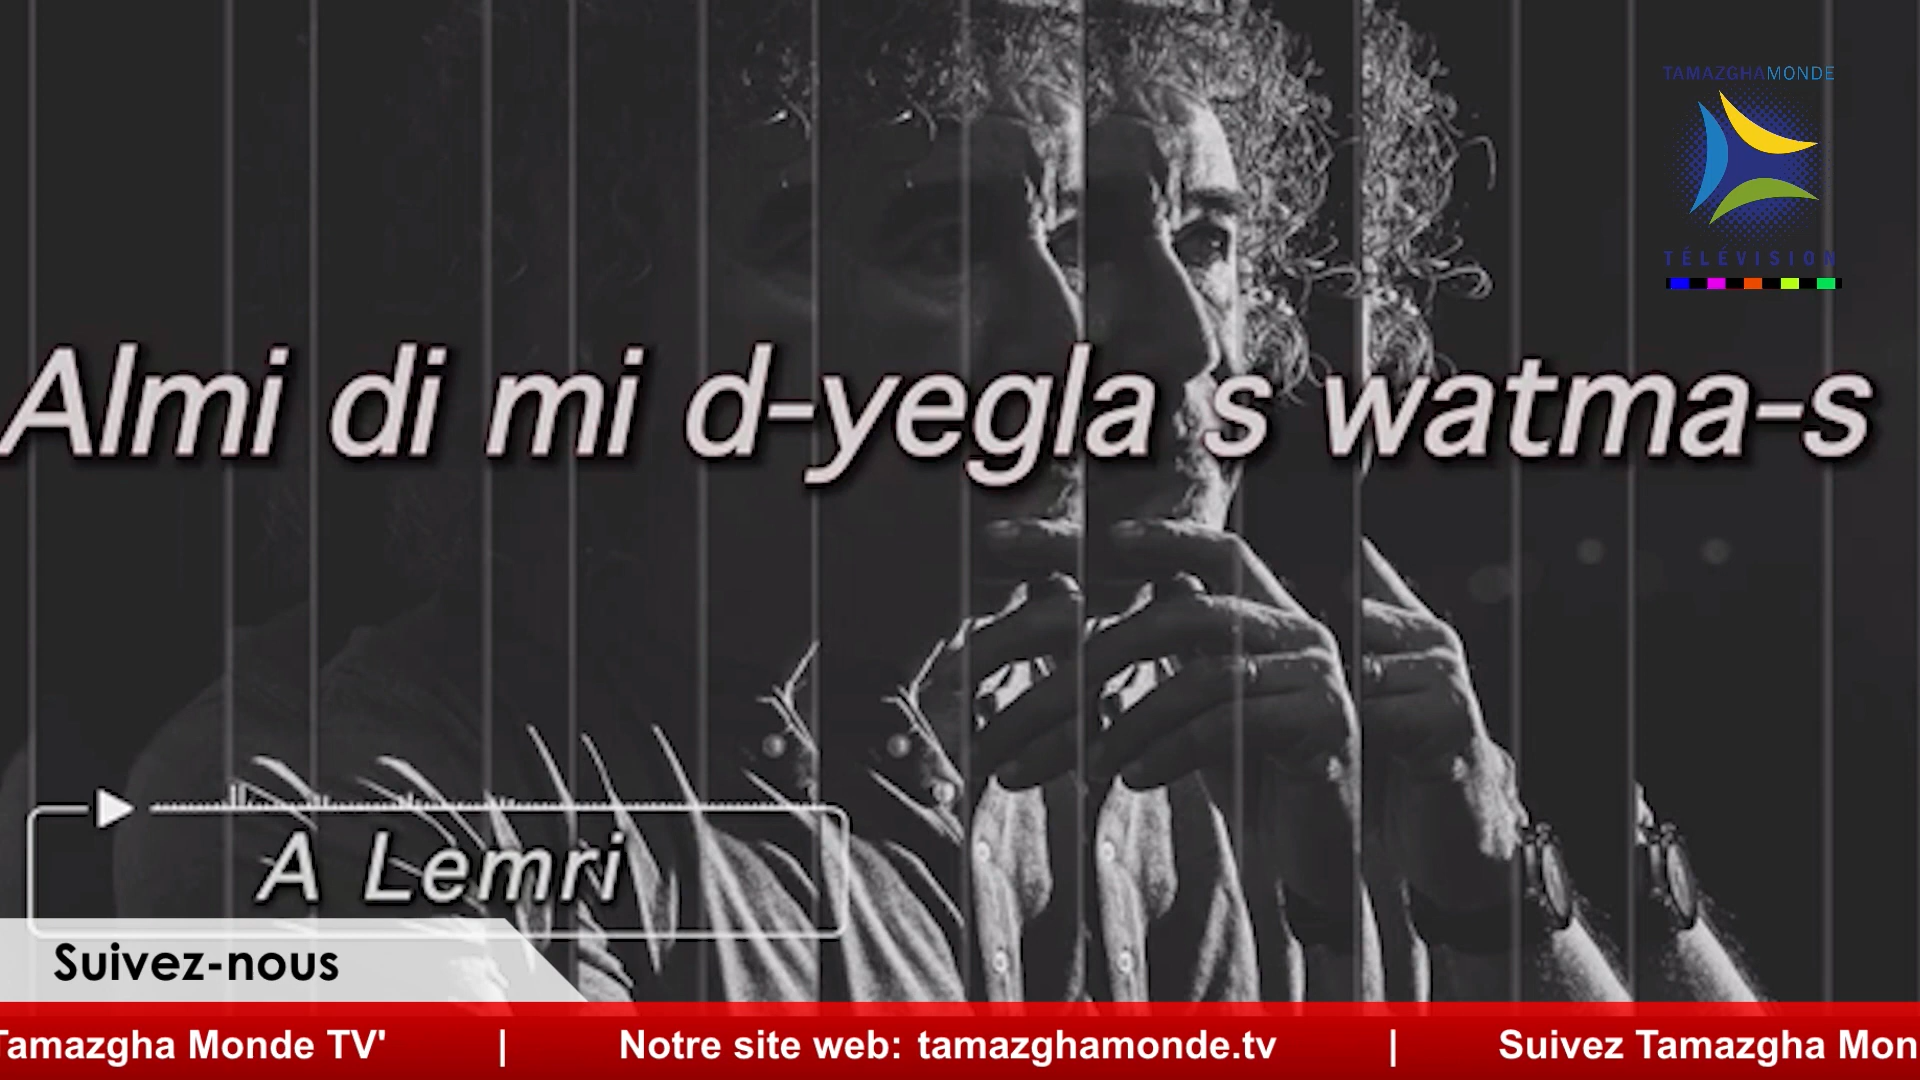 TAMAZGHAMONDE
TÉLÉVISION
Almi di mi d-yegla s watma-s
A Lemri
Suivez-nous
Tamazgha Monde TV' | Notre site web: tamazghamonde.tv | Suivez Tamazgha Mon